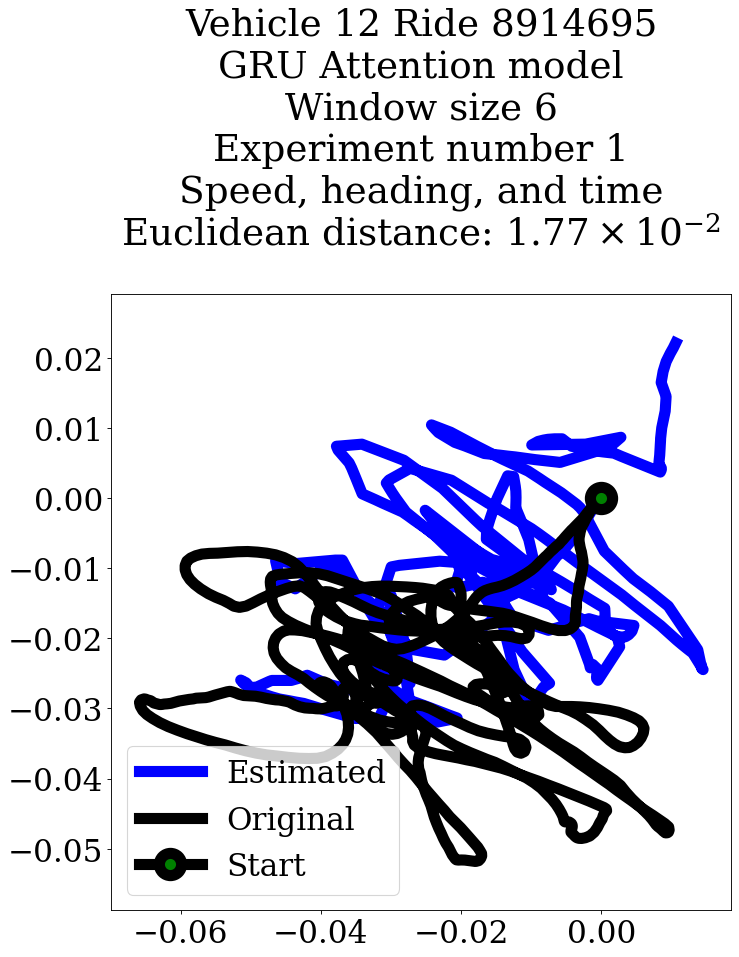 Vehicle 12 Ride 8914695
GRU Attention model
Window size 6
Experiment number 1
Speed, heading, and time
Euclidean distance: 1.77 × 10⁻²
0.02
0.01
0.00
−0.01
−0.02
−0.03
−0.04
−0.05
Estimated
Original
Start
−0.06
−0.04
−0.02
0.00